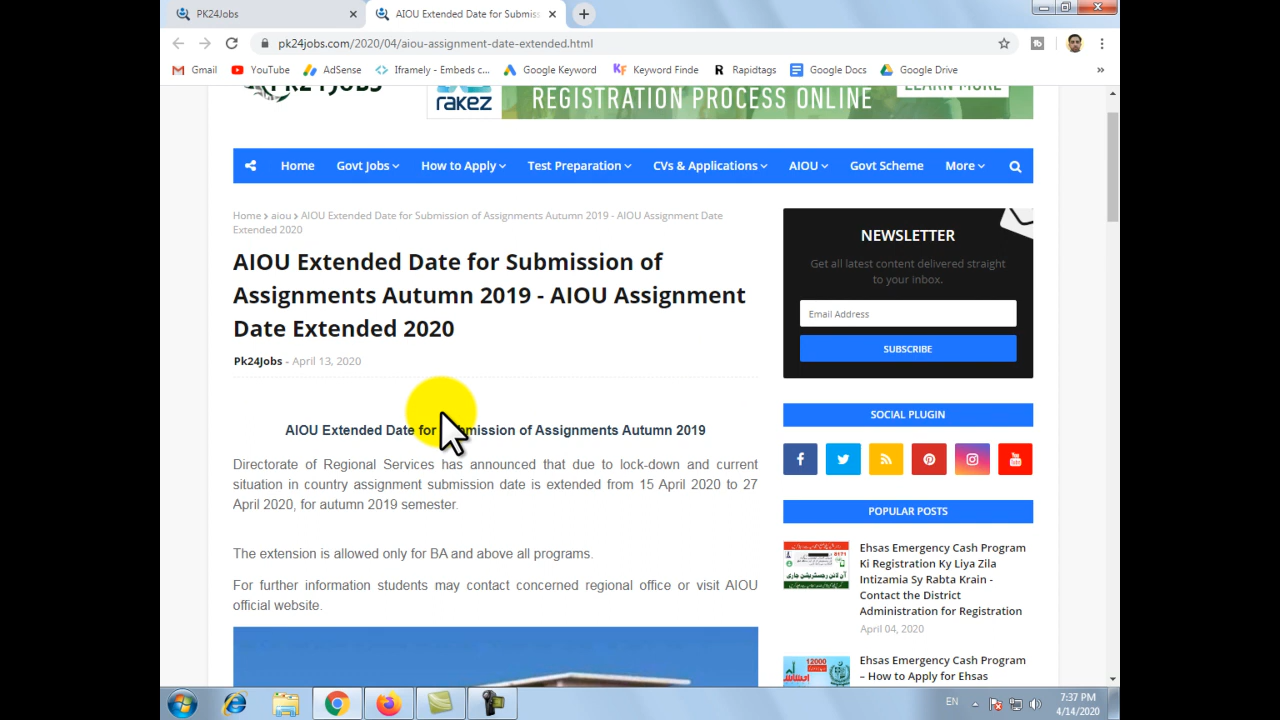 PK24Jobs
AIOU Extended Date for Submiss
pk24jobs.com/2020/04/aiou-assignment-date-extended.html
Gmail
YouTube
AdSense
Iframely - Embeds c...
Google Keyword
Keyword Finde
Rapidtags
Google Docs
Google Drive
»
PK24JOBS
rakez
REGISTRATION PROCESS ONLINE
LEARN MORE
Home
Govt Jobs
How to Apply
Test Preparation
CVs & Applications
AIOU
Govt Scheme
More
Home > aiou > AIOU Extended Date for Submission of Assignments Autumn 2019 - AIOU Assignment Date
Extended 2020
AIOU Extended Date for Submission of
Assignments Autumn 2019 - AIOU Assignment
Date Extended 2020
Pk24Jobs - April 13, 2020
AIOU Extended Date for Submission of Assignments Autumn 2019
Directorate of Regional Services has announced that due to lock-down and current
situation in country assignment submission date is extended from 15 April 2020 to 27
April 2020, for autumn 2019 semester.
The extension is allowed only for BA and above all programs.
For further information students may contact concerned regional office or visit AIOU
official website.
NEWSLETTER
Get all latest content delivered straight
to your inbox.
Email Address
SUBSCRIBE
SOCIAL PLUGIN
POPULAR POSTS
8171
Ehsas Emergency Cash Program
Ki Registration Ky Liya Zila
Intizamia Sy Rabta Krain -
Contact the District
Administration for Registration
April 04, 2020
12000
Ehsas Emergency Cash Program
– How to Apply for Ehsas
EN
7:37 PM
4/14/2020